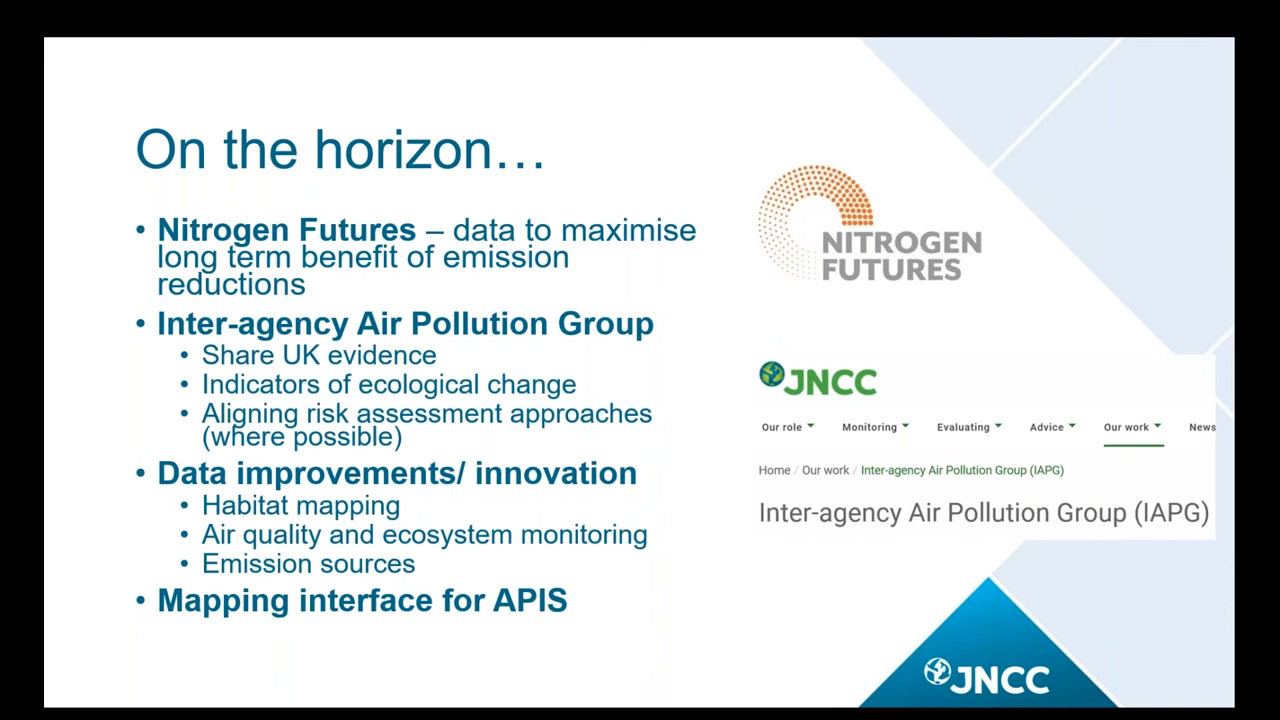 On the horizon…
• Nitrogen Futures – data to maximise
long term benefit of emission
reductions
• Inter-agency Air Pollution Group
• Share UK evidence
• Indicators of ecological change
• Aligning risk assessment approaches
(where possible)
• Data improvements/ innovation
• Habitat mapping
• Air quality and ecosystem monitoring
• Emission sources
• Mapping interface for APIS
NITROGEN
FUTURES
JNCC
Our role Monitoring Evaluating Advice Our work News
Home / Our work / Inter-agency Air Pollution Group (IAPG)
Inter-agency Air Pollution Group (IAPG)
JNCC